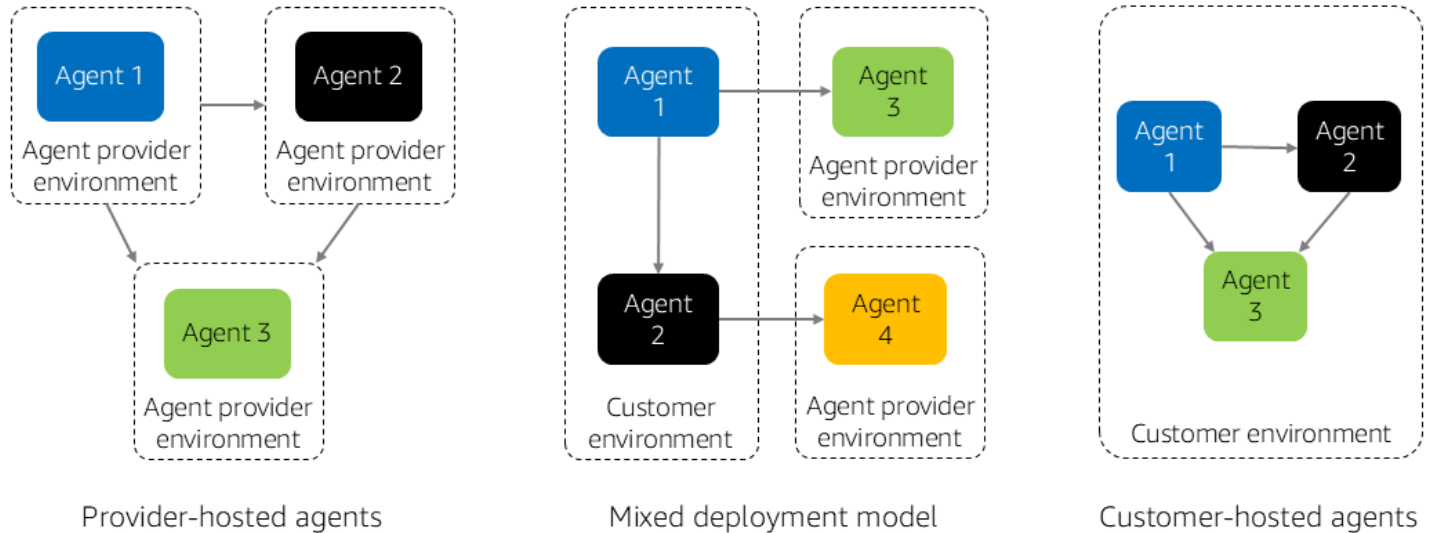 Agent 1
Agent provider
environment
Agent 2
Agent provider
environment
Agent 3
Agent provider
environment
Provider-hosted agents
Agent
1
Agent
3
Agent provider
environment
Agent
2
Customer
environment
Agent
4
Agent provider
environment
Mixed deployment model
Agent
1
Agent
2
Agent
3
Customer environment
Customer-hosted agents